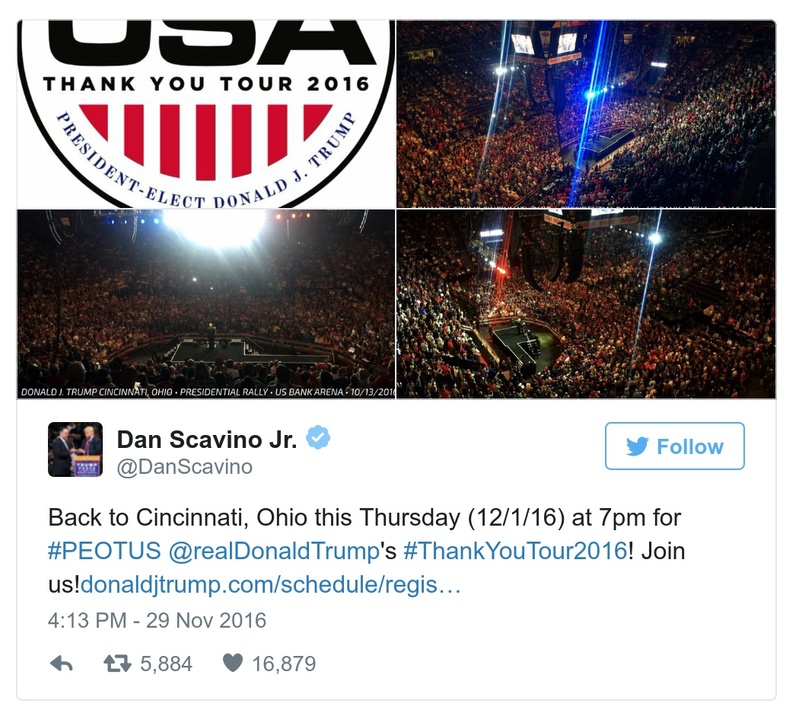 USA
THANK YOU TOUR 2016
PRESIDENT-ELECT DONALD J. TRUMP
DONALD J. TRUMP CINCINNATI, OHIO • PRESIDENTIAL RALLY • US BANK ARENA • 10/13/2016
Dan Scavino Jr.
@DanScavino
Follow
Back to Cincinnati, Ohio this Thursday (12/1/16) at 7pm for
#PEOTUS @realDonaldTrump's #ThankYouTour2016! Join
us!donaldjtrump.com/schedule/regis…
4:13 PM - 29 Nov 2016
5,884 16,879